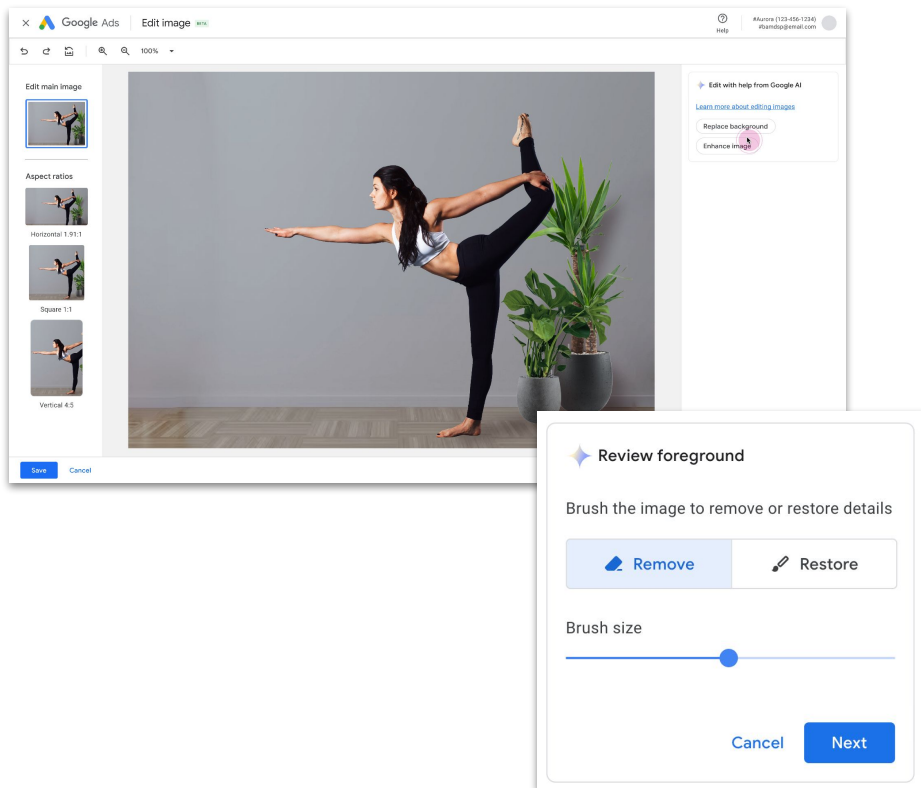 Google Ads
Edit image BETA
Help
#Aurora (123-456-1234)
#bamdap@email.com
100%
Edit main image
Aspect ratios
Horizontal 1.91:1
Square 1:1
Vertical 4:5
Edit with help from Google AI
Learn more about editing images
Replace background
Enhance image
Save
Cancel
Review foreground
Brush the image to remove or restore details
Remove
Restore
Brush size
Cancel
Next